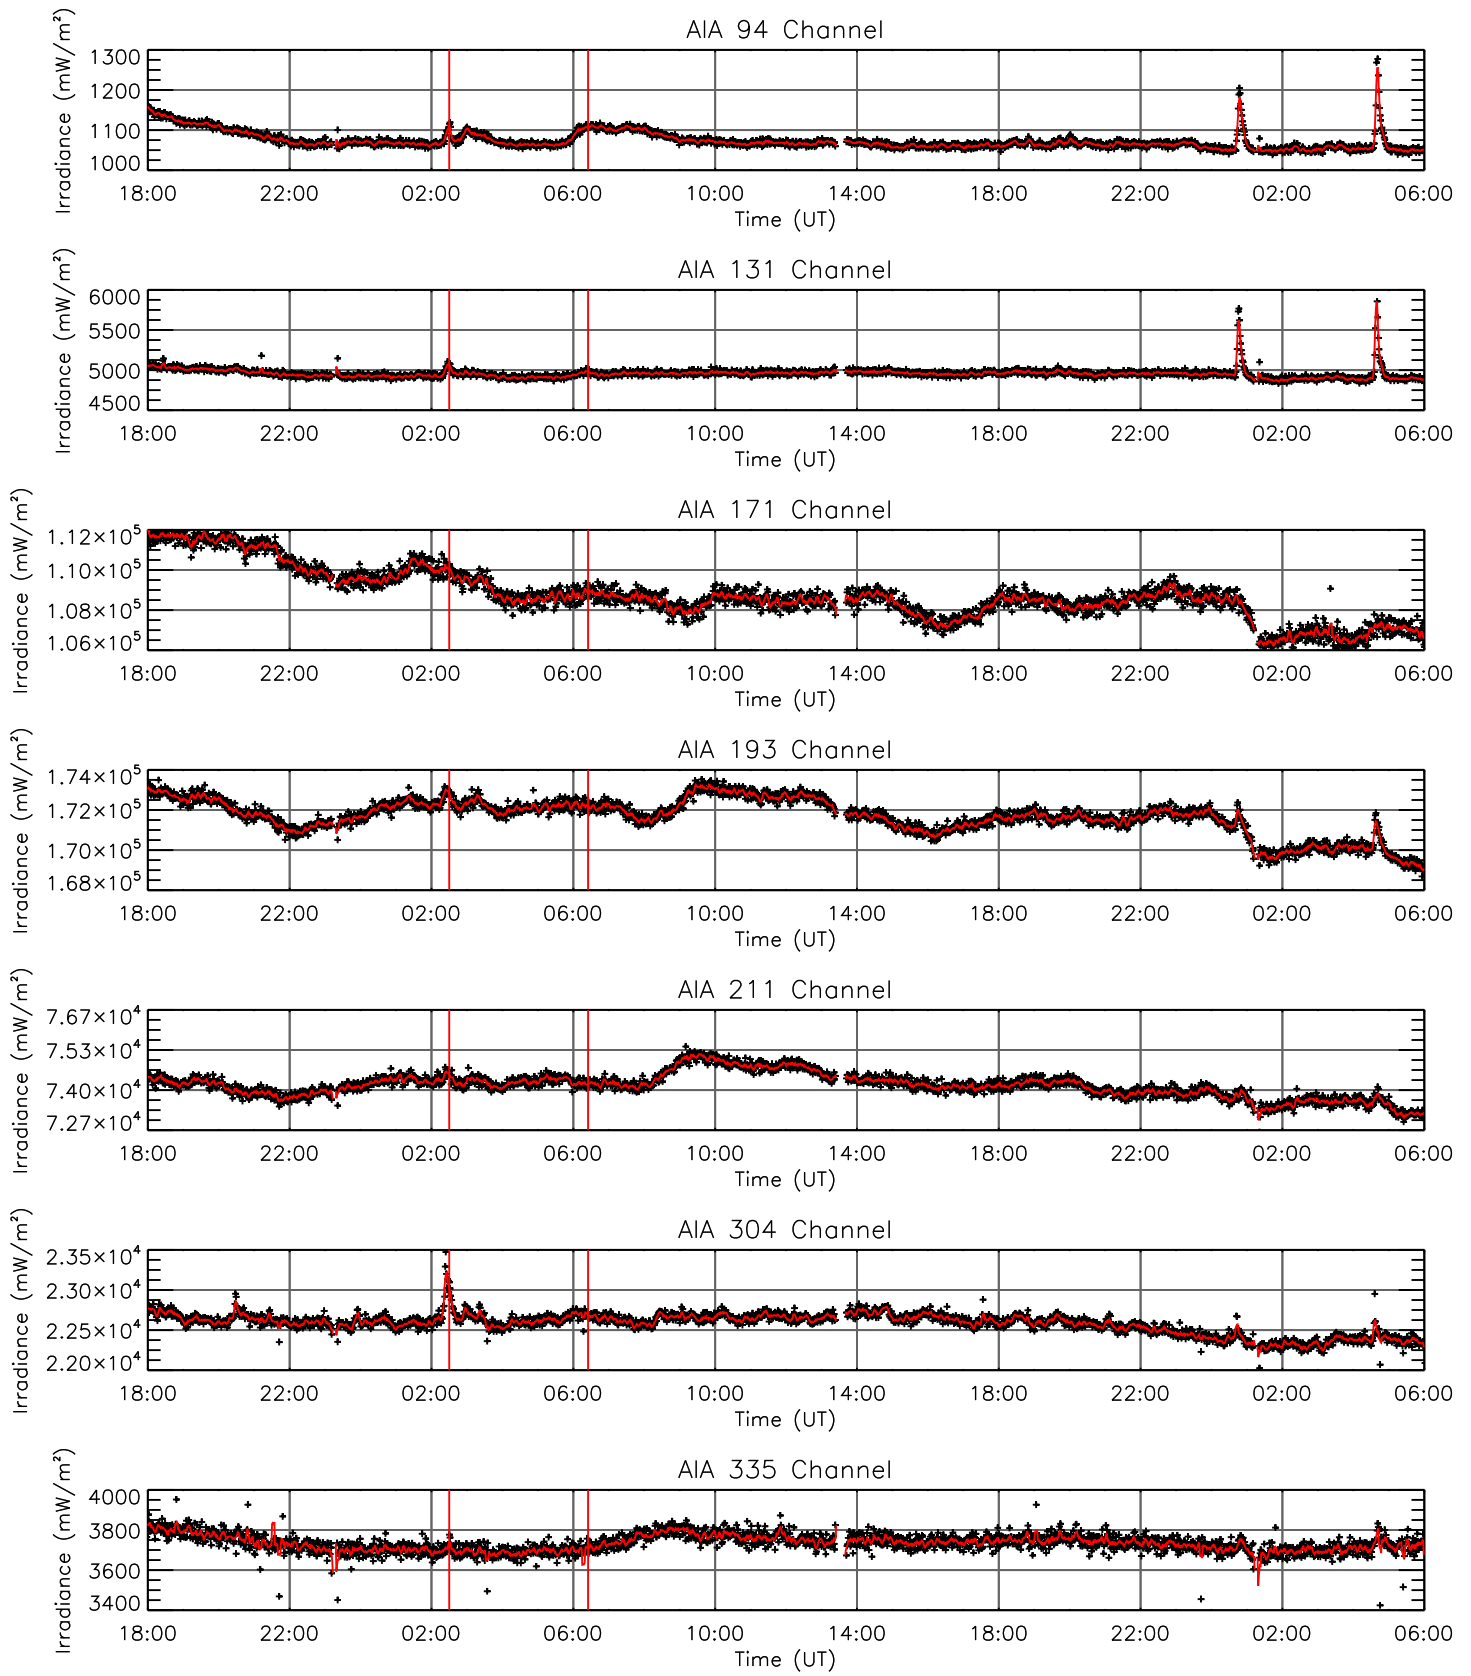 AIA 94 Channel
Irradiance (mW/m²)
1300
1200
1100
1000
18:00 22:00 02:00 06:00 10:00 14:00 18:00 22:00 02:00 06:00
Time (UT)
AIA 131 Channel
Irradiance (mW/m²)
6000
5500
5000
4500
18:00 22:00 02:00 06:00 10:00 14:00 18:00 22:00 02:00 06:00
Time (UT)
AIA 171 Channel
Irradiance (mW/m²)
1.12×10⁵
1.10×10⁵
1.08×10⁵
1.06×10⁵
18:00 22:00 02:00 06:00 10:00 14:00 18:00 22:00 02:00 06:00
Time (UT)
AIA 193 Channel
Irradiance (mW/m²)
1.74×10⁵
1.72×10⁵
1.70×10⁵
1.68×10⁵
18:00 22:00 02:00 06:00 10:00 14:00 18:00 22:00 02:00 06:00
Time (UT)
AIA 211 Channel
Irradiance (mW/m²)
7.67×10⁴
7.53×10⁴
7.40×10⁴
7.27×10⁴
18:00 22:00 02:00 06:00 10:00 14:00 18:00 22:00 02:00 06:00
Time (UT)
AIA 304 Channel
Irradiance (mW/m²)
2.35×10⁴
2.30×10⁴
2.25×10⁴
2.20×10⁴
18:00 22:00 02:00 06:00 10:00 14:00 18:00 22:00 02:00 06:00
Time (UT)
AIA 335 Channel
Irradiance (mW/m²)
4000
3800
3600
3400
18:00 22:00 02:00 06:00 10:00 14:00 18:00 22:00 02:00 06:00
Time (UT)